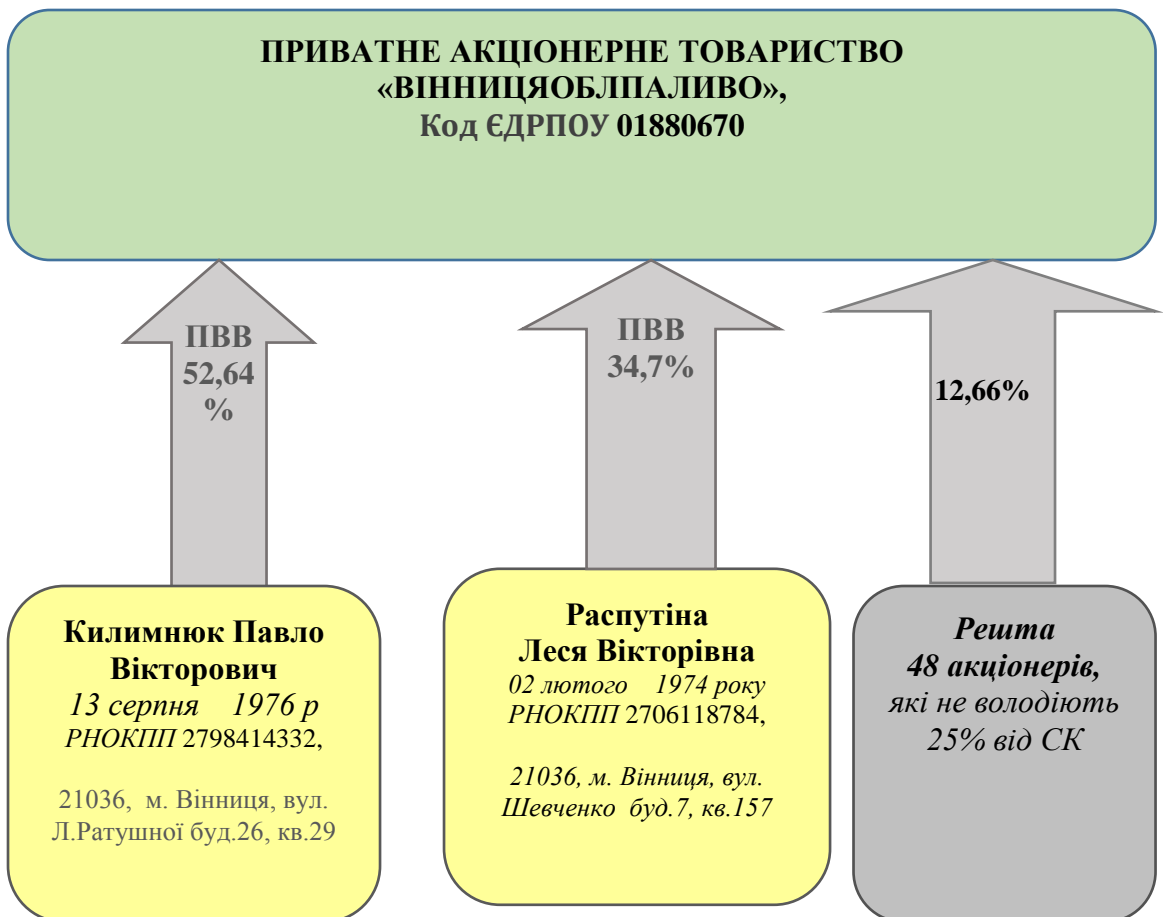 ПРИВАТНЕ АКЦІОНЕРНЕ ТОВАРИСТВО
«ВІННИЦЯОБЛПАЛИВО»,
Код ЄДРПОУ 01880670
ПВВ
52,64
%
ПВВ
34,7%
12,66%
Килимнюк Павло
Вікторович
13 серпня 1976 р
РНОКПП 2798414332,
21036, м. Вінниця, вул.
Л.Ратушної буд.26, кв.29
Распутіна
Леся Вікторівна
02 лютого 1974 року
РНОКПП 2706118784,
21036, м. Вінниця, вул.
Шевченко буд.7, кв.157
Решта
48 акціонерів,
які не володіють
25% від СК